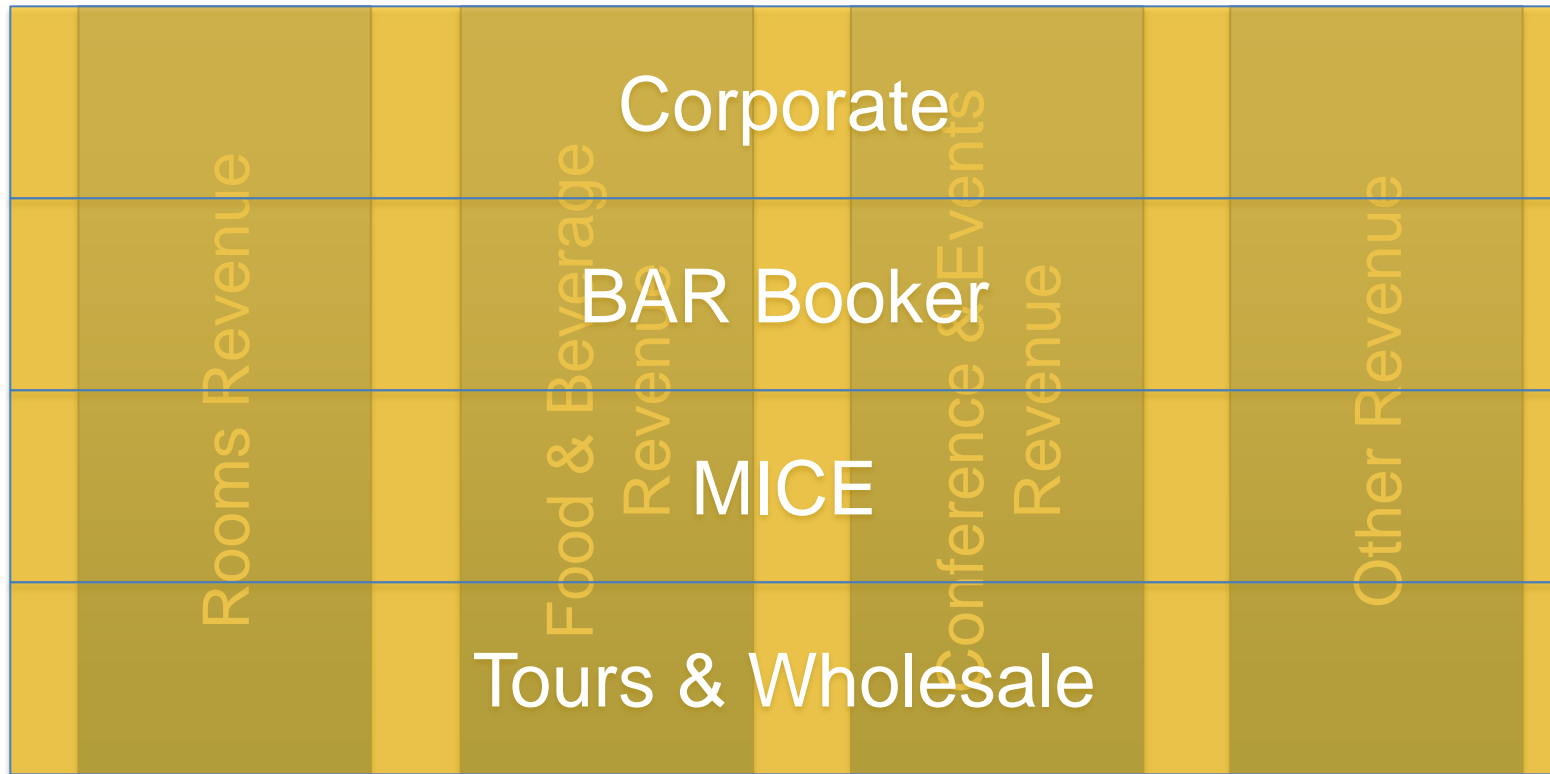 Corporate
BAR Booker
MICE
Tours & Wholesale
Rooms Revenue
Food & Beverage
Revenue
Conference & Events
Revenue
Other Revenue